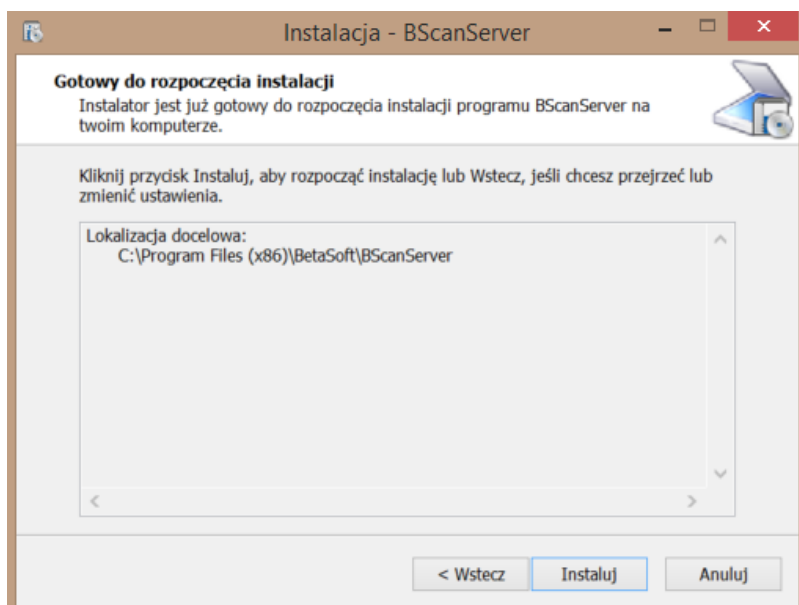 Instalacja - BScanServer
Gotowy do rozpoczęcia instalacji
Instalator jest już gotowy do rozpoczęcia instalacji programu BScanServer na
twoim komputerze.
Kliknij przycisk Instaluj, aby rozpocząć instalację lub Wstecz, jeśli chcesz przejrzeć lub
zmienić ustawienia.
Lokalizacja docelowa:
C:\Program Files (x86)\BetaSoft\BScanServer
< Wstecz
Instaluj
Anuluj